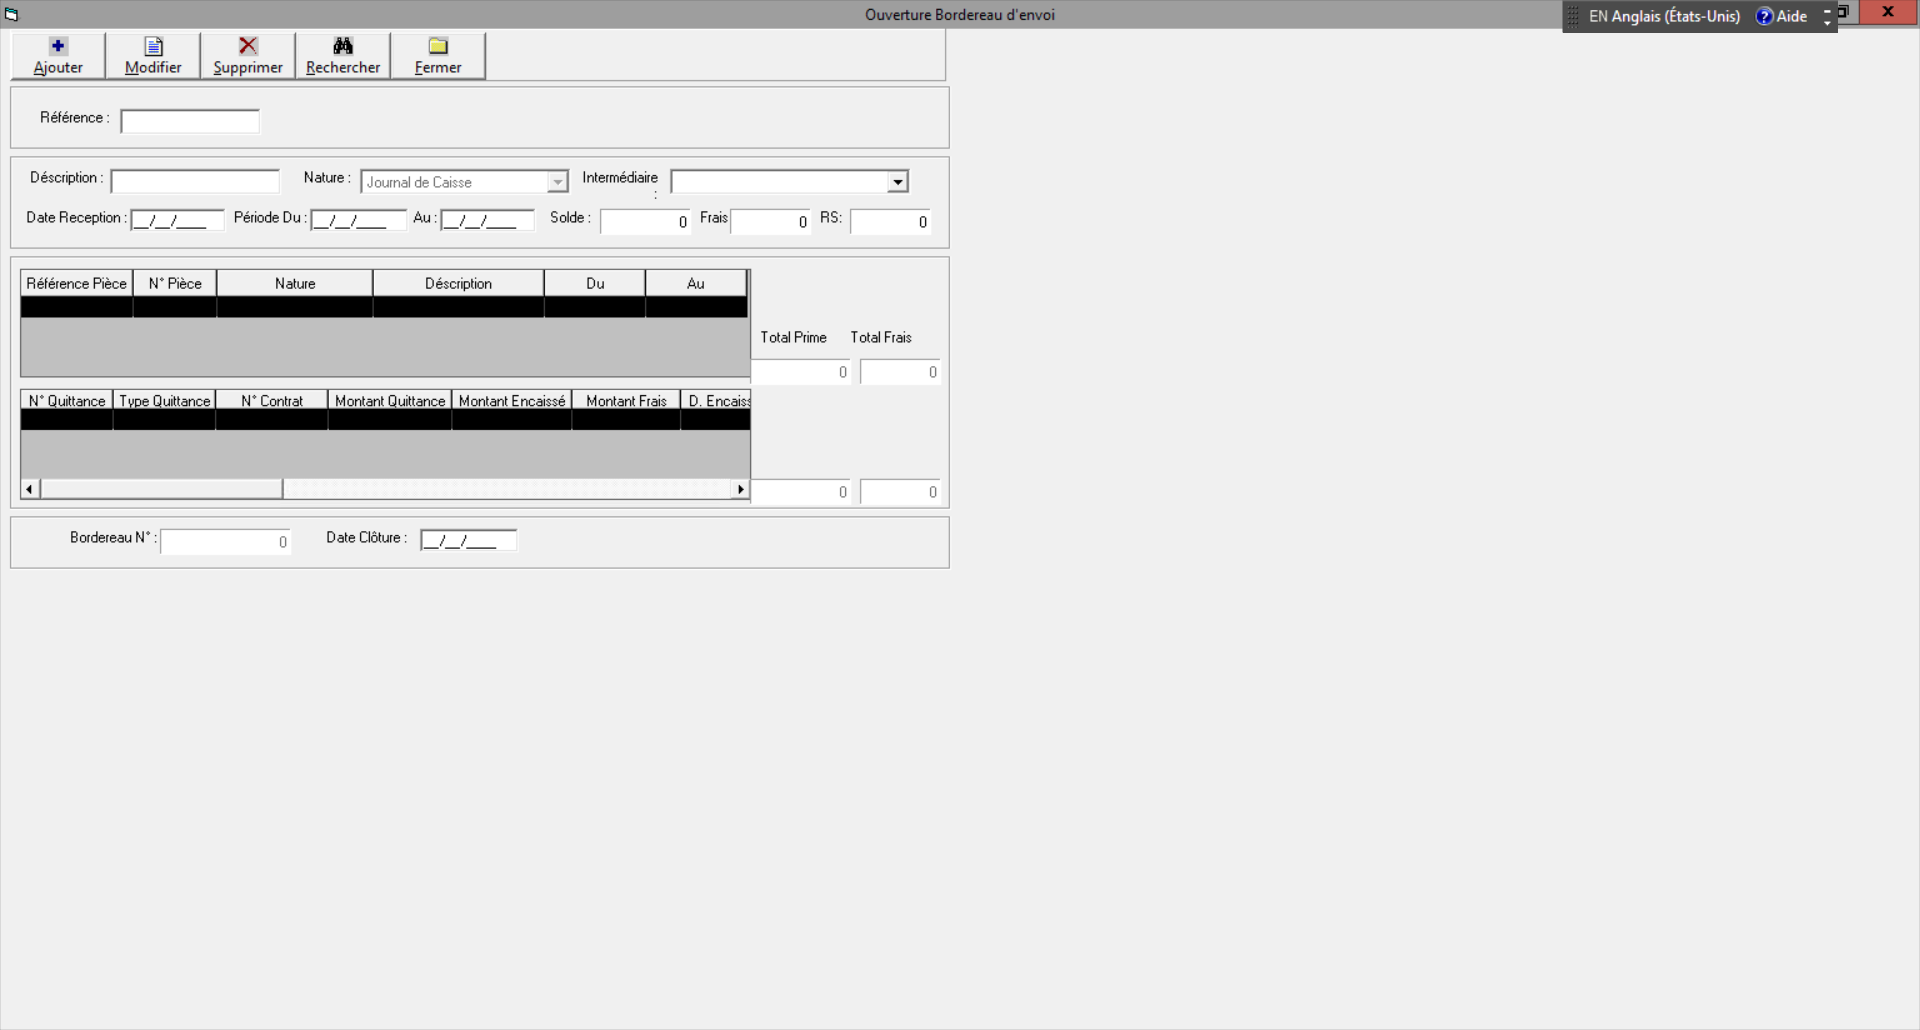 Ouverture Bordereau d'envoi
EN Anglais (États-Unis) Aide
Ajouter Modifier Supprimer Rechercher Fermer
Référence :
Déscription : Nature : Journal de Caisse Intermédiaire :
Date Reception : __/__/____ Période Du : __/__/____ Au : __/__/____ Solde : 0 Frais 0 RS: 0
Référence Pièce N° Pièce Nature Déscription Du Au
Total Prime Total Frais
0 0
N° Quittance Type Quittance N° Contrat Montant Quittance Montant Encaissé Montant Frais D. Encaiss
0 0
Bordereau N° : 0 Date Clôture : __/__/____